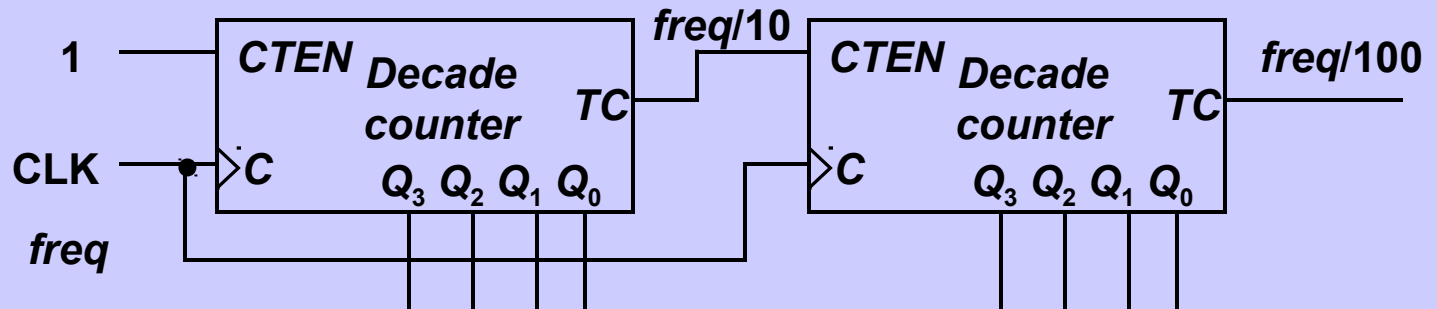 1
CTEN
Decade
counter
TC
CLK
C
Q3 Q2 Q1 Q0
freq
freq/10
CTEN
Decade
counter
TC
C
Q3 Q2 Q1 Q0
freq/100